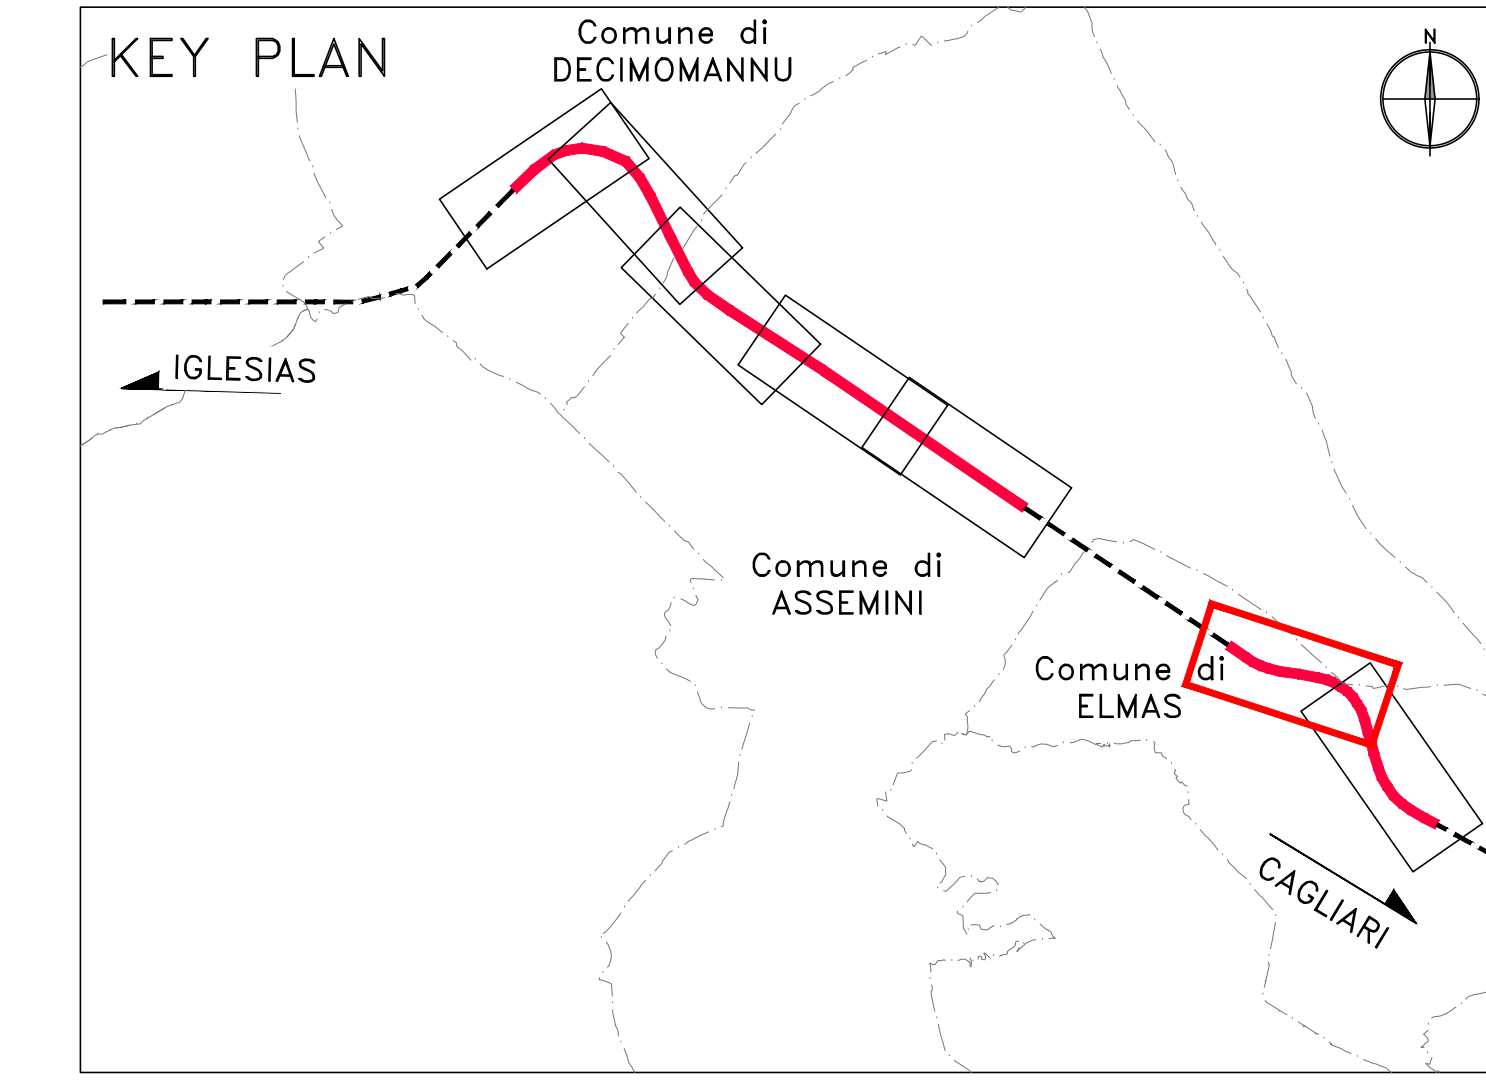 KEY PLAN
Comune di
DECIMOMANNU
N
IGLESIAS
Comune di
ASSEMINI
Comune di
ELMAS
CAGLIARI